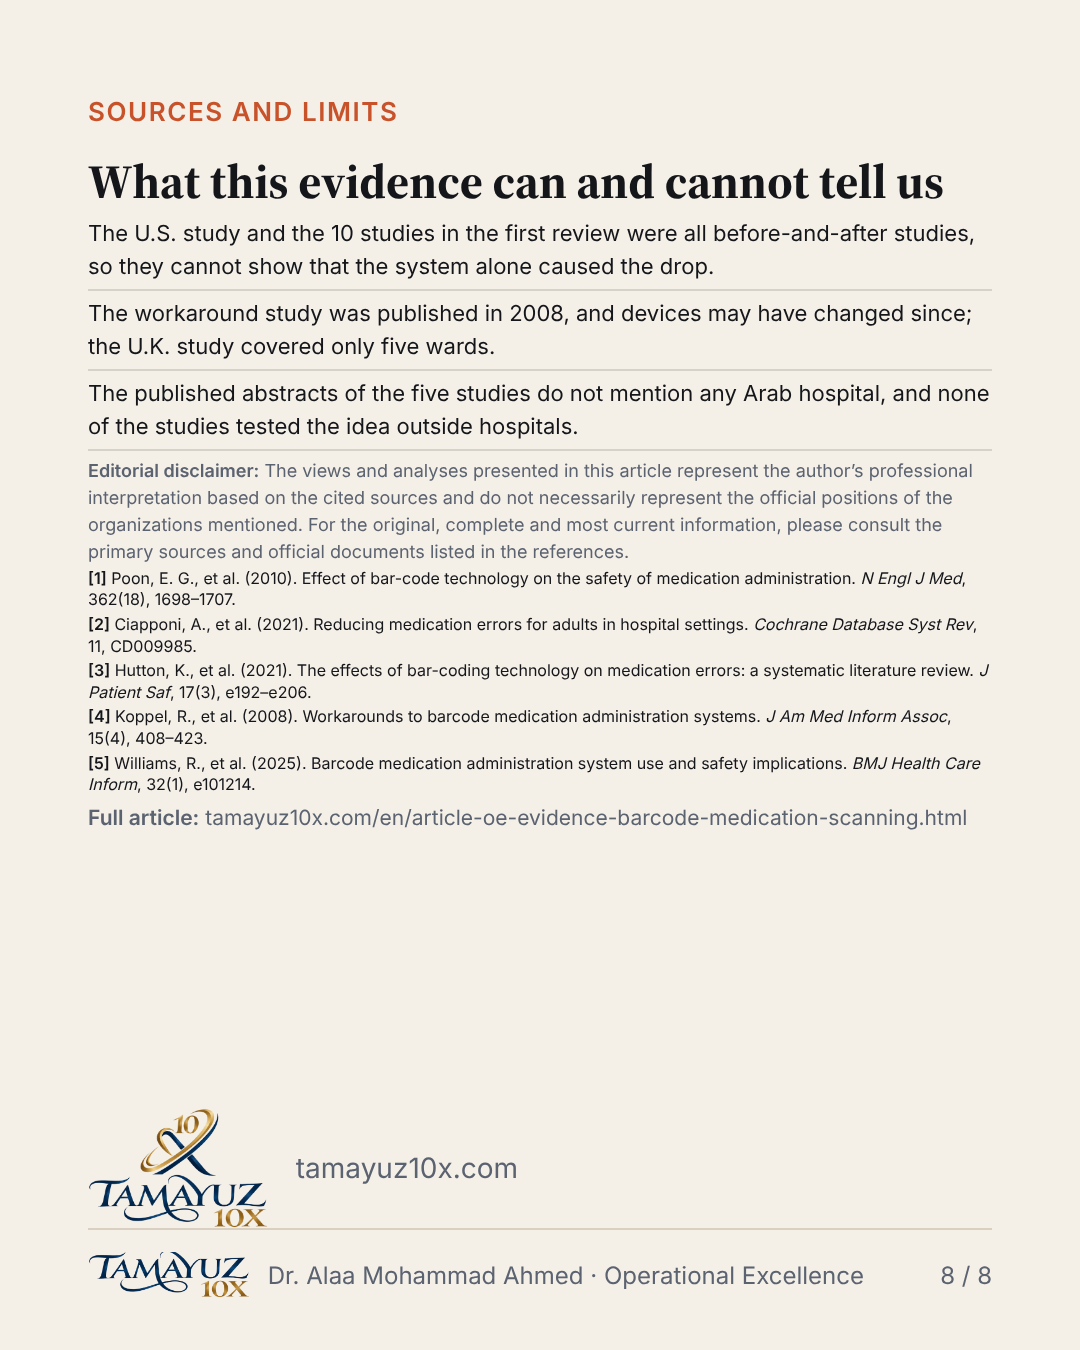 SOURCES AND LIMITS
What this evidence can and cannot tell us
The U.S. study and the 10 studies in the first review were all before-and-after studies,
so they cannot show that the system alone caused the drop.
The workaround study was published in 2008, and devices may have changed since;
the U.K. study covered only five wards.
The published abstracts of the five studies do not mention any Arab hospital, and none
of the studies tested the idea outside hospitals.
Editorial disclaimer: The views and analyses presented in this article represent the author’s professional
interpretation based on the cited sources and do not necessarily represent the official positions of the
organizations mentioned. For the original, complete and most current information, please consult the
primary sources and official documents listed in the references.
[1] Poon, E. G., et al. (2010). Effect of bar-code technology on the safety of medication administration. N Engl J Med,
362(18), 1698–1707.
[2] Ciapponi, A., et al. (2021). Reducing medication errors for adults in hospital settings. Cochrane Database Syst Rev,
11, CD009985.
[3] Hutton, K., et al. (2021). The effects of bar-coding technology on medication errors: a systematic literature review. J
Patient Saf, 17(3), e192–e206.
[4] Koppel, R., et al. (2008). Workarounds to barcode medication administration systems. J Am Med Inform Assoc,
15(4), 408–423.
[5] Williams, R., et al. (2025). Barcode medication administration system use and safety implications. BMJ Health Care
Inform, 32(1), e101214.
Full article: tamayuz10x.com/en/article-oe-evidence-barcode-medication-scanning.html
10
TAMAYUZ
10X
tamayuz10x.com
TAMAYUZ
10X
Dr. Alaa Mohammad Ahmed · Operational Excellence
8 / 8